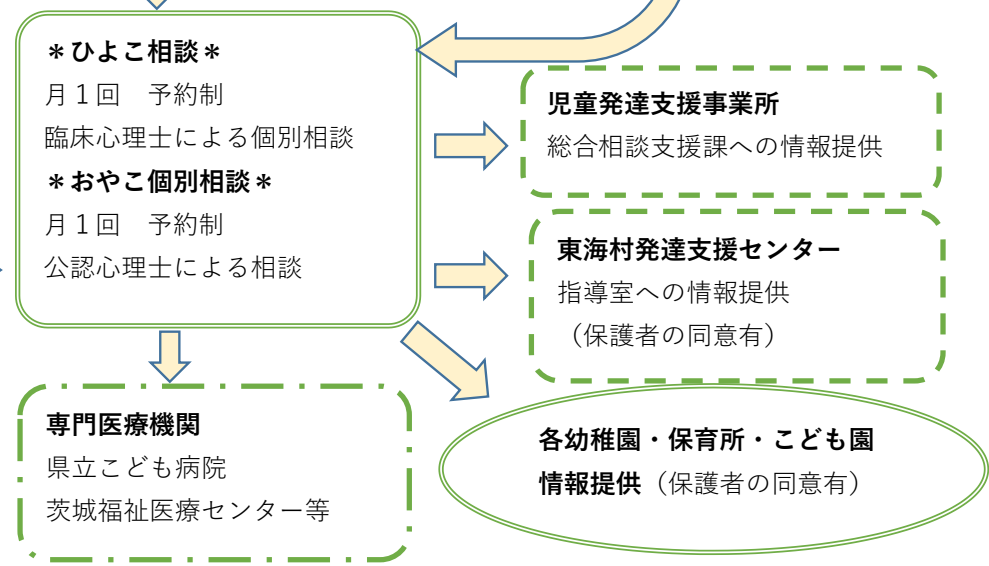 ＊ひよこ相談＊
月１回　予約制
臨床心理士による個別相談
＊おやこ個別相談＊
月１回　予約制
公認心理士による相談
児童発達支援事業所
総合相談支援課への情報提供
東海村発達支援センター
指導室への情報提供
（保護者の同意有）
専門医療機関
県立こども病院
茨城福祉医療センター等
各幼稚園・保育所・こども園
情報提供（保護者の同意有）